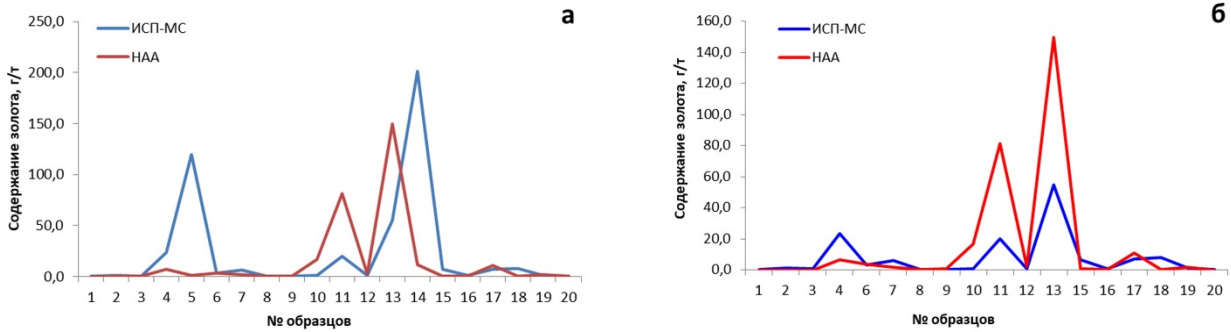 а
ИСП-МС
НАА
Содержание золота, г/т
250,0
200,0
150,0
100,0
50,0
0,0
1 2 3 4 5 6 7 8 9 10 11 12 13 14 15 16 17 18 19 20
№ образцов
б
ИСП-МС
НАА
Содержание золота, г/т
160,0
140,0
120,0
100,0
80,0
60,0
40,0
20,0
0,0
1 2 3 4 6 7 8 9 10 11 12 13 15 16 17 18 19 20
№ образцов